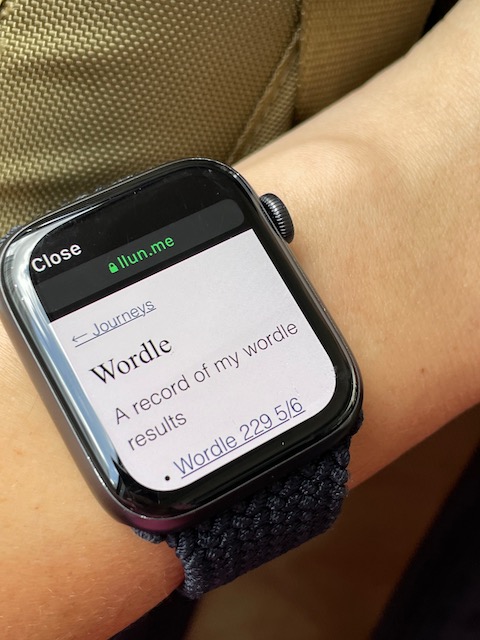 Close
llun.me
← Journeys
Wordle
A record of my wordle
results
• Wordle 229 5/6